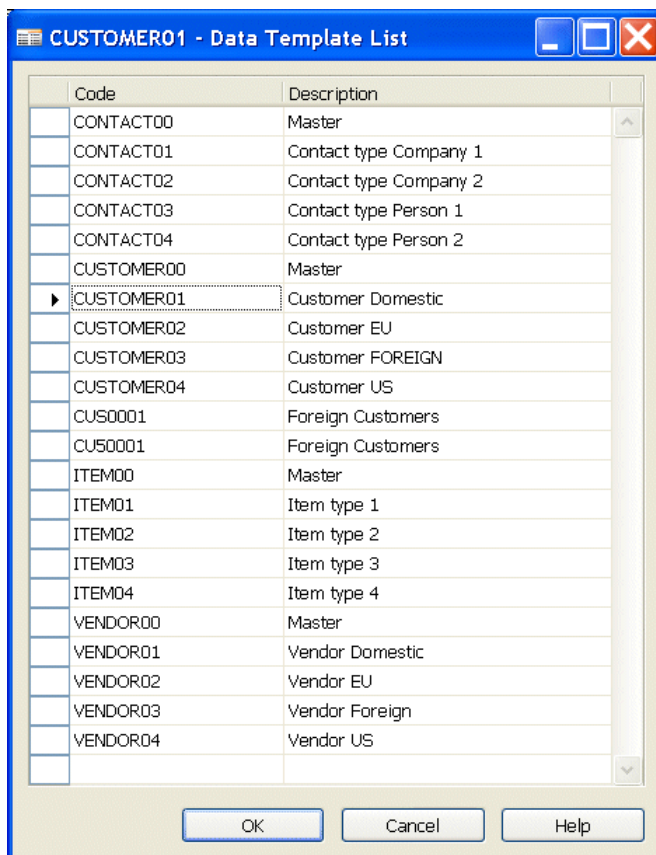 CUSTOMER01 - Data Template List
Code Description
CONTACT00 Master
CONTACT01 Contact type Company 1
CONTACT02 Contact type Company 2
CONTACT03 Contact type Person 1
CONTACT04 Contact type Person 2
CUSTOMER00 Master
CUSTOMER01 Customer Domestic
CUSTOMER02 Customer EU
CUSTOMER03 Customer FOREIGN
CUSTOMER04 Customer US
CUS0001 Foreign Customers
CU50001 Foreign Customers
ITEM00 Master
ITEM01 Item type 1
ITEM02 Item type 2
ITEM03 Item type 3
ITEM04 Item type 4
VENDOR00 Master
VENDOR01 Vendor Domestic
VENDOR02 Vendor EU
VENDOR03 Vendor Foreign
VENDOR04 Vendor US
OK Cancel Help